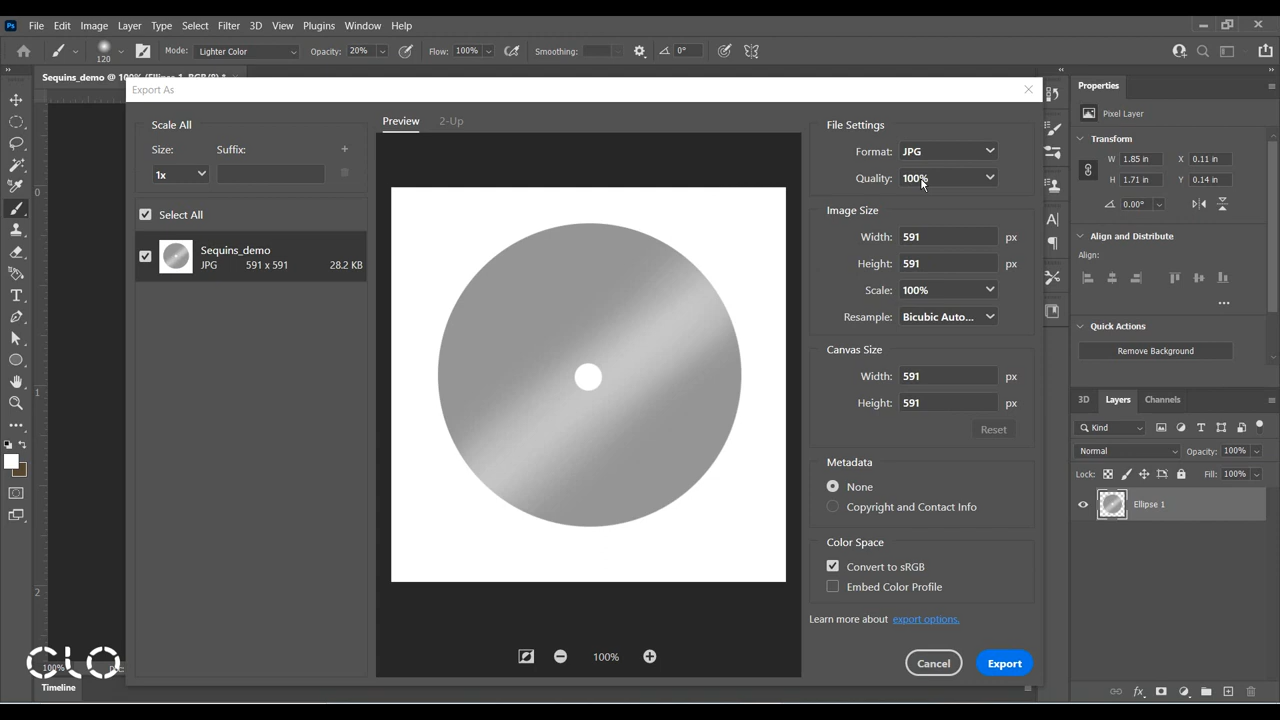 Ps File Edit Image Layer Type Select Filter 3D View Plugins Window Help
120 Mode: Lighter Color Opacity: 20% Flow: 100% Smoothing: 0°
Sequins_demo @ 100% (Ellipse 1, RGB/8) *
Export As
Scale All
Size: Suffix:
1x
Select All
Sequins_demo
JPG 591 x 591 28.2 KB
Preview 2-Up
100%
File Settings
Format: JPG
Quality: 100%
Image Size
Width: 591 px
Height: 591 px
Scale: 100%
Resample: Bicubic Auto...
Canvas Size
Width: 591 px
Height: 591 px
Reset
Metadata
None
Copyright and Contact Info
Color Space
Convert to sRGB
Embed Color Profile
Learn more about export options.
Cancel Export
Properties
Pixel Layer
Transform
W 1.85 in X 0.11 in
H 1.71 in Y 0.14 in
0.00°
Align and Distribute
Align:
Quick Actions
Remove Background
3D Layers Channels
Kind
Normal Opacity: 100%
Lock: Fill: 100%
Ellipse 1
0
1
2
CLO
100%
Timeline